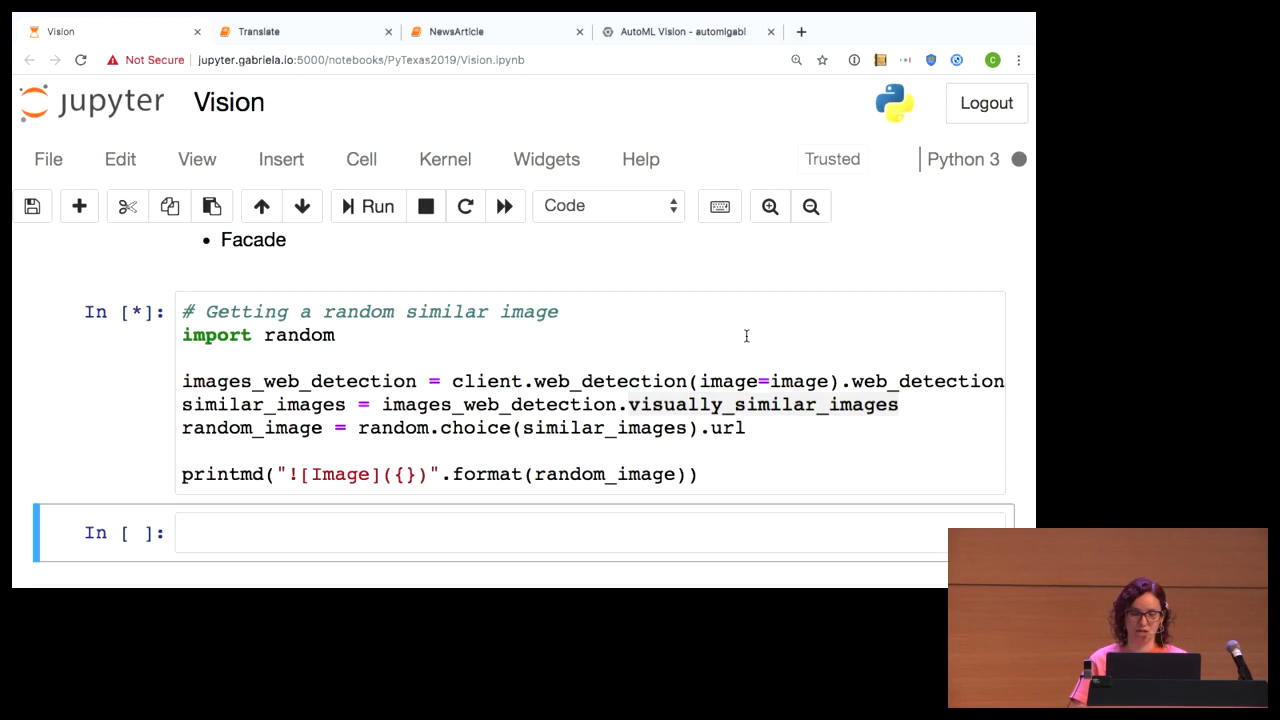 Vision
Translate
NewsArticle
AutoML Vision - automlgabl
Not Secure
jupyter.gabriela.io:5000/notebooks/PyTexas2019/Vision.ipynb
C
jupyter
Vision
Logout
File
Edit
View
Insert
Cell
Kernel
Widgets
Help
Trusted
Python 3
Run
Code
• Facade
In [*]:
# Getting a random similar image
import random
images_web_detection = client.web_detection(image=image).web_detection
similar_images = images_web_detection.visually_similar_images
random_image = random.choice(similar_images).url
printmd("![Image]({})".format(random_image))
In [ ]: